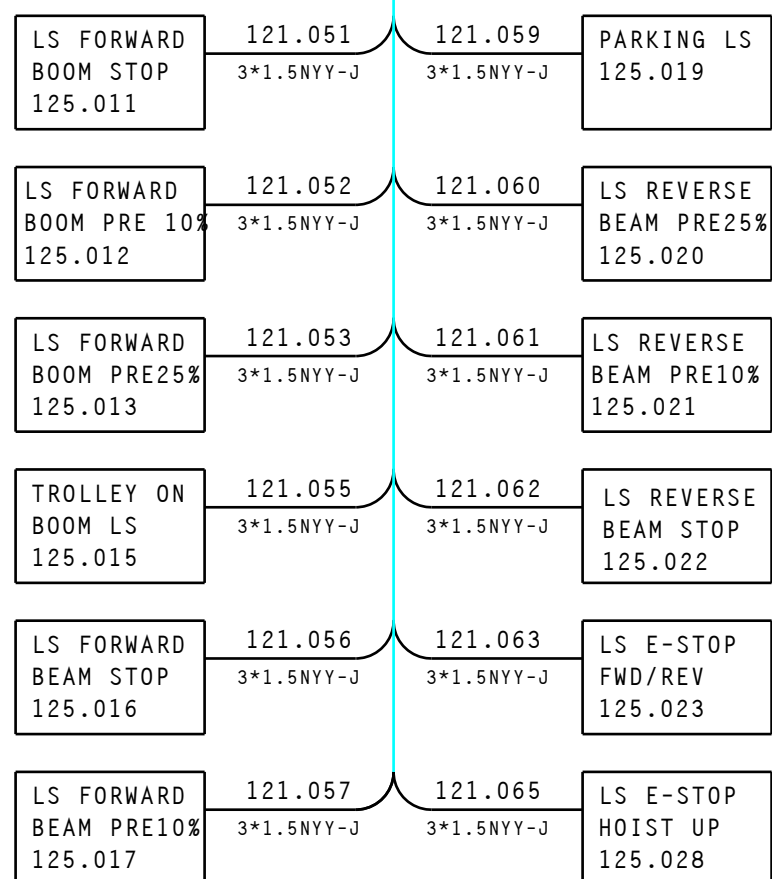 LS FORWARD
BOOM STOP
125.011
121.051
3*1.5NYY-J
121.059
3*1.5NYY-J
PARKING LS
125.019
LS FORWARD
BOOM PRE 10%
125.012
121.052
3*1.5NYY-J
121.060
3*1.5NYY-J
LS REVERSE
BEAM PRE25%
125.020
LS FORWARD
BOOM PRE25%
125.013
121.053
3*1.5NYY-J
121.061
3*1.5NYY-J
LS REVERSE
BEAM PRE10%
125.021
TROLLEY ON
BOOM LS
125.015
121.055
3*1.5NYY-J
121.062
3*1.5NYY-J
LS REVERSE
BEAM STOP
125.022
LS FORWARD
BEAM STOP
125.016
121.056
3*1.5NYY-J
121.063
3*1.5NYY-J
LS E-STOP
FWD/REV
125.023
LS FORWARD
BEAM PRE10%
125.017
121.057
3*1.5NYY-J
121.065
3*1.5NYY-J
LS E-STOP
HOIST UP
125.028